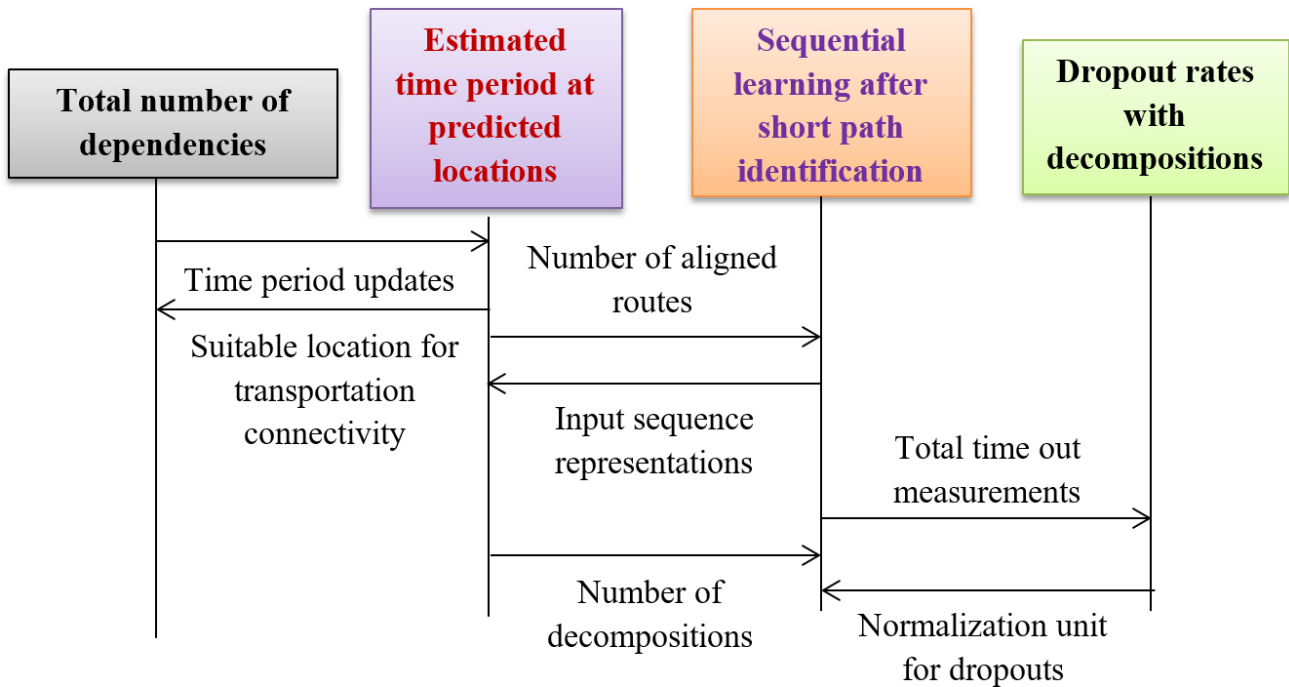 Total number of
dependencies
Estimated
time period at
predicted
locations
Sequential
learning after
short path
identification
Dropout rates
with
decompositions
Time period updates
Number of aligned
routes
Suitable location for
transportation
connectivity
Input sequence
representations
Total time out
measurements
Number of
decompositions
Normalization unit
for dropouts